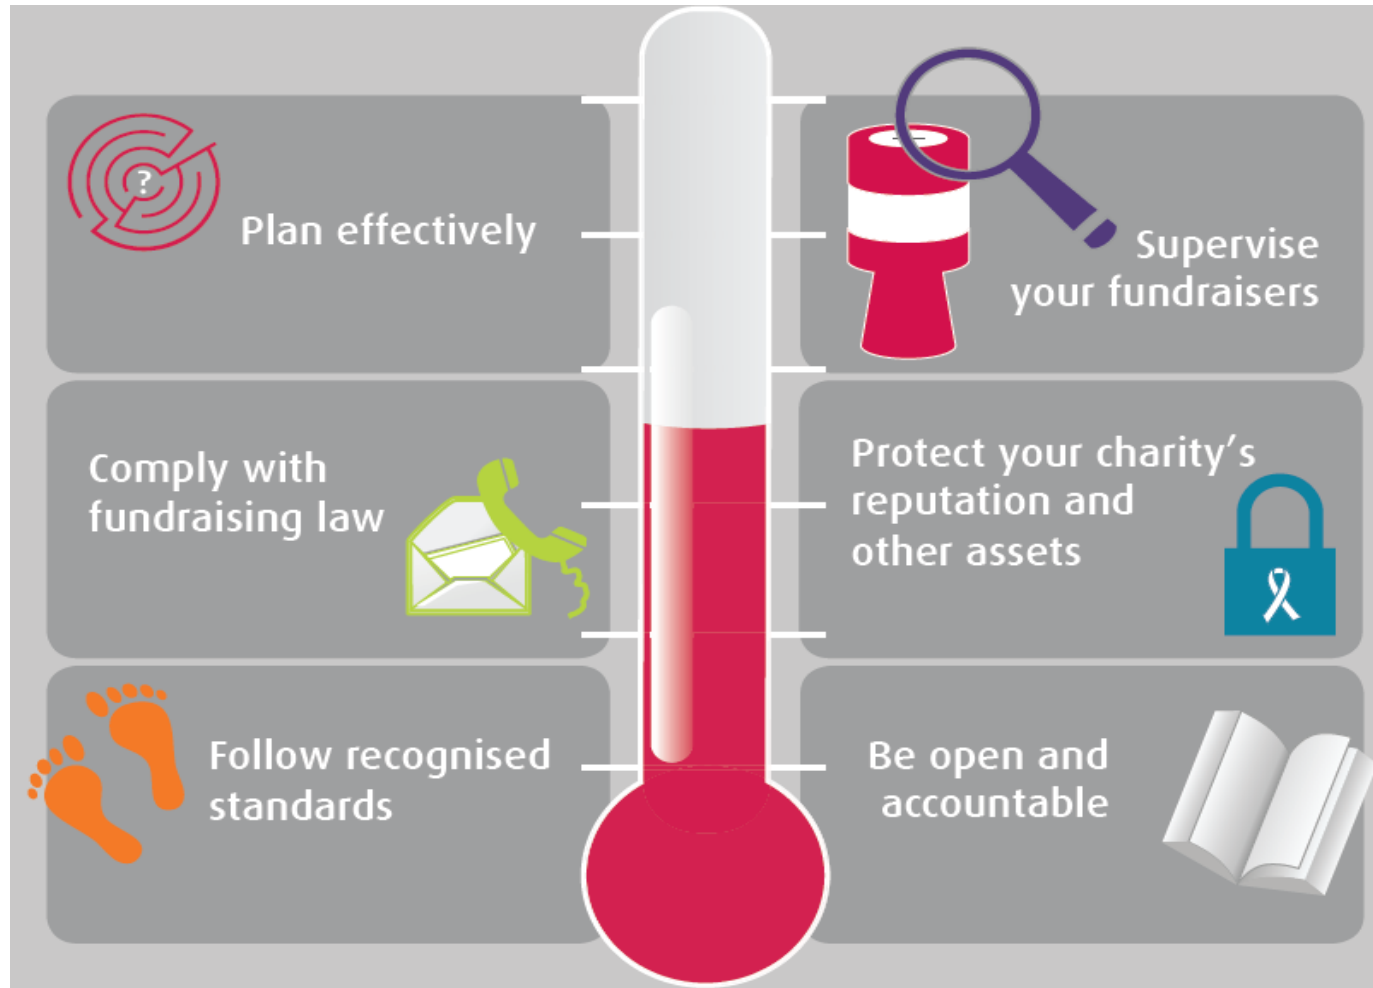 ?
Plan effectively
Supervise
your fundraisers
Comply with
fundraising law
Protect your charity’s
reputation and
other assets
Follow recognised
standards
Be open and
accountable